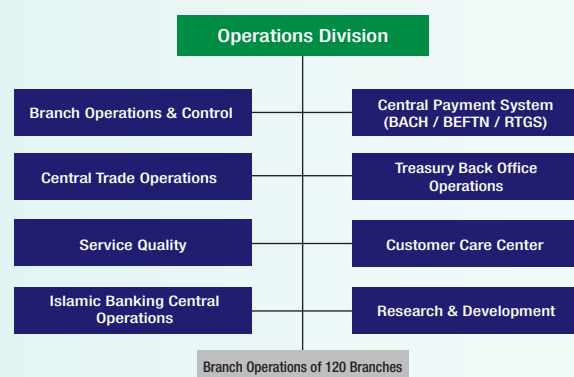 Operations Division
Branch Operations & Control
Central Payment System
(BACH / BEFTN / RTGS)
Central Trade Operations
Treasury Back Office
Operations
Service Quality
Customer Care Center
Islamic Banking Central
Operations
Research & Development
Branch Operations of 120 Branches